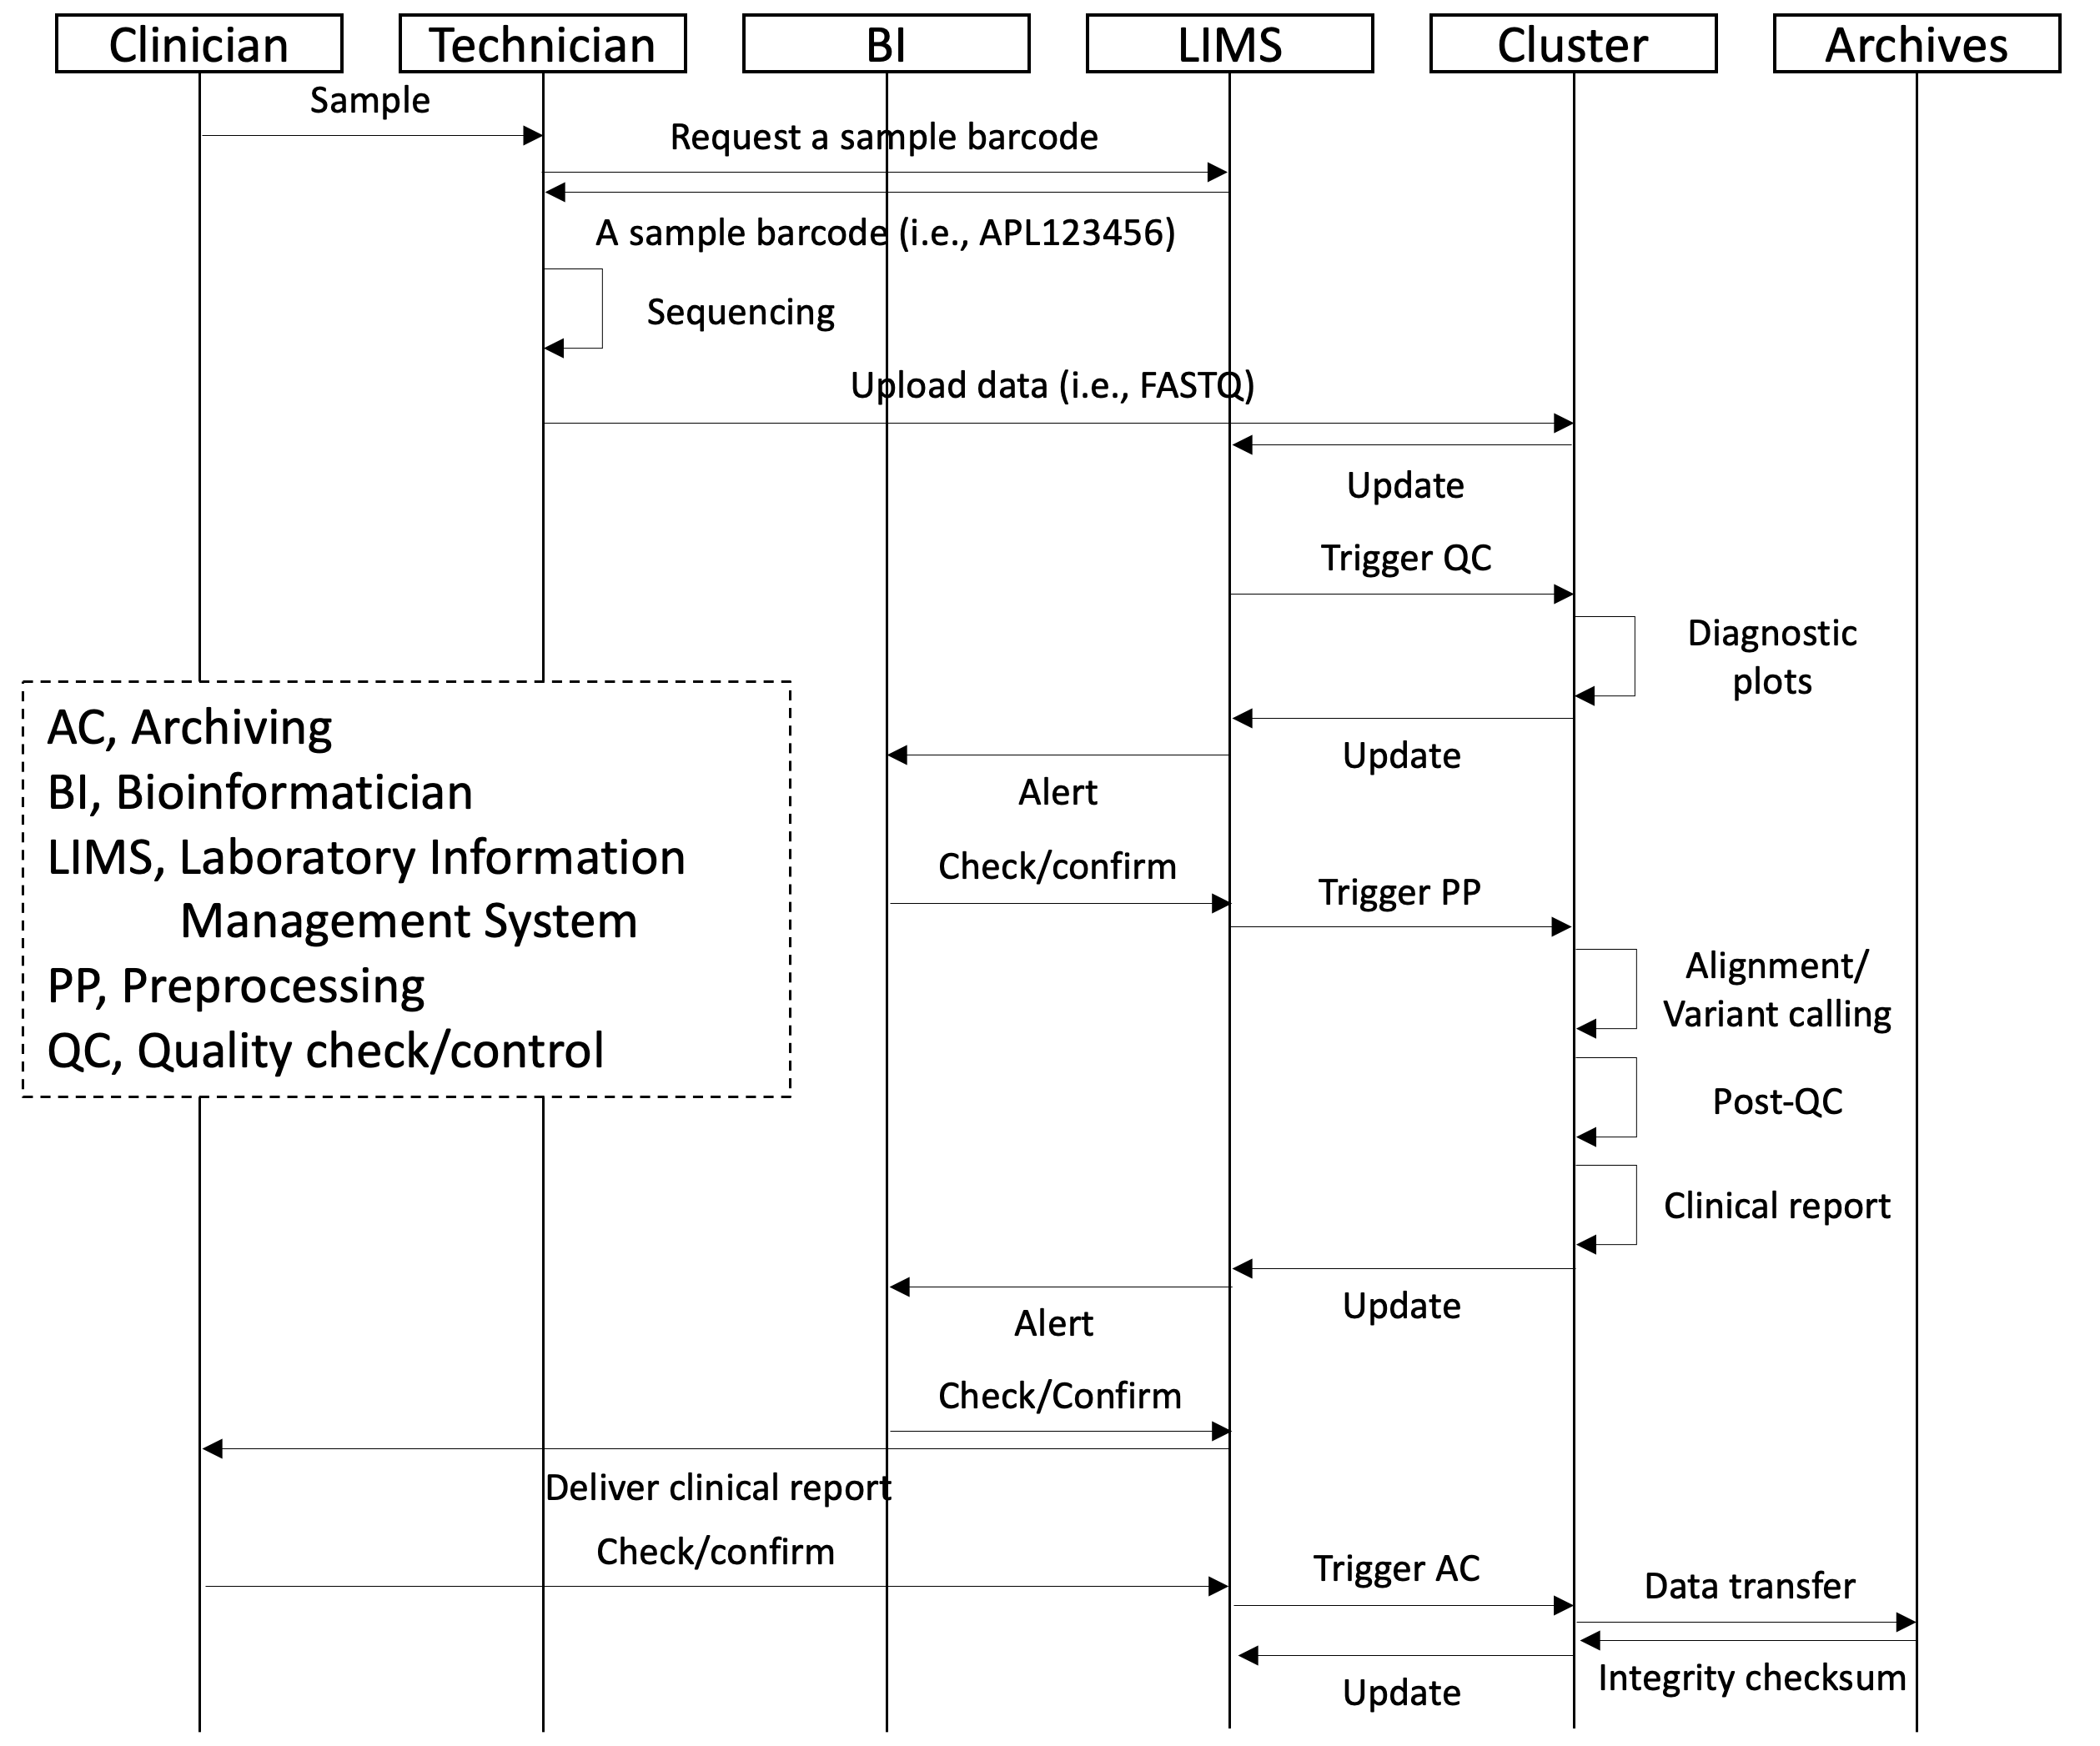 Clinician
Technician
BI
LIMS
Cluster
Archives
Sample
Request a sample barcode
A sample barcode (i.e., APL123456)
Sequencing
Upload data (i.e., FASTQ)
Update
Trigger QC
Diagnostic
plots
Update
Alert
Check/confirm
Trigger PP
AC, Archiving
BI, Bioinformatician
LIMS, Laboratory Information
Management System
PP, Preprocessing
QC, Quality check/control
Alignment/
Variant calling
Post-QC
Clinical report
Update
Alert
Check/Confirm
Deliver clinical report
Check/confirm
Trigger AC
Data transfer
Integrity checksum
Update